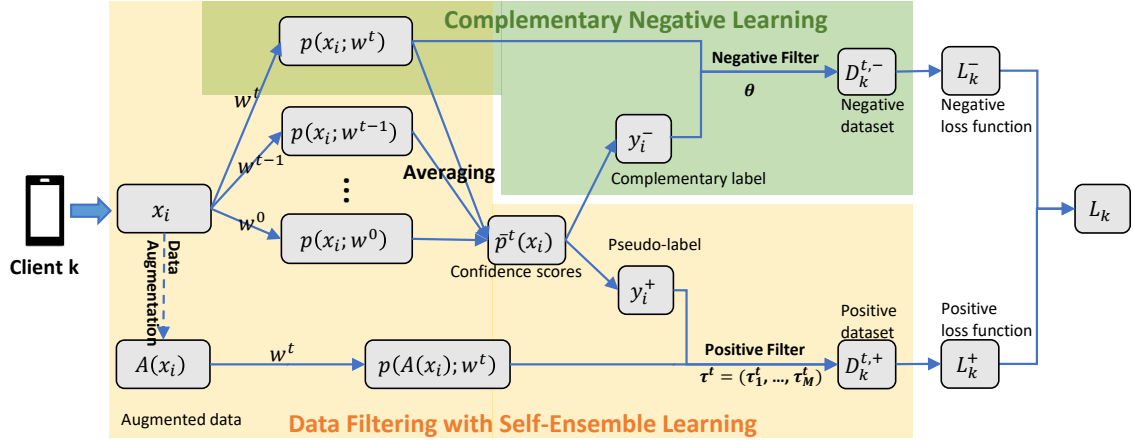 Complementary Negative Learning
p(x_i; w^t)
Negative Filter
θ
D_k^{t,-}
L_k^-
Negative
dataset
Negative
loss function
w^t
w^{t-1}
p(x_i; w^{t-1})
y_i^-
Complementary label
Averaging
⋮
x_i
w^0
p(x_i; w^0)
p̄^t(x_i)
Confidence scores
L_k
Client k
Data
Augmentation
Pseudo-label
y_i^+
Positive
dataset
Positive
loss function
A(x_i)
w^t
p(A(x_i); w^t)
Positive Filter
τ^t = (τ_1^t, …, τ_M^t)
D_k^{t,+}
L_k^+
Augmented data
Data Filtering with Self-Ensemble Learning